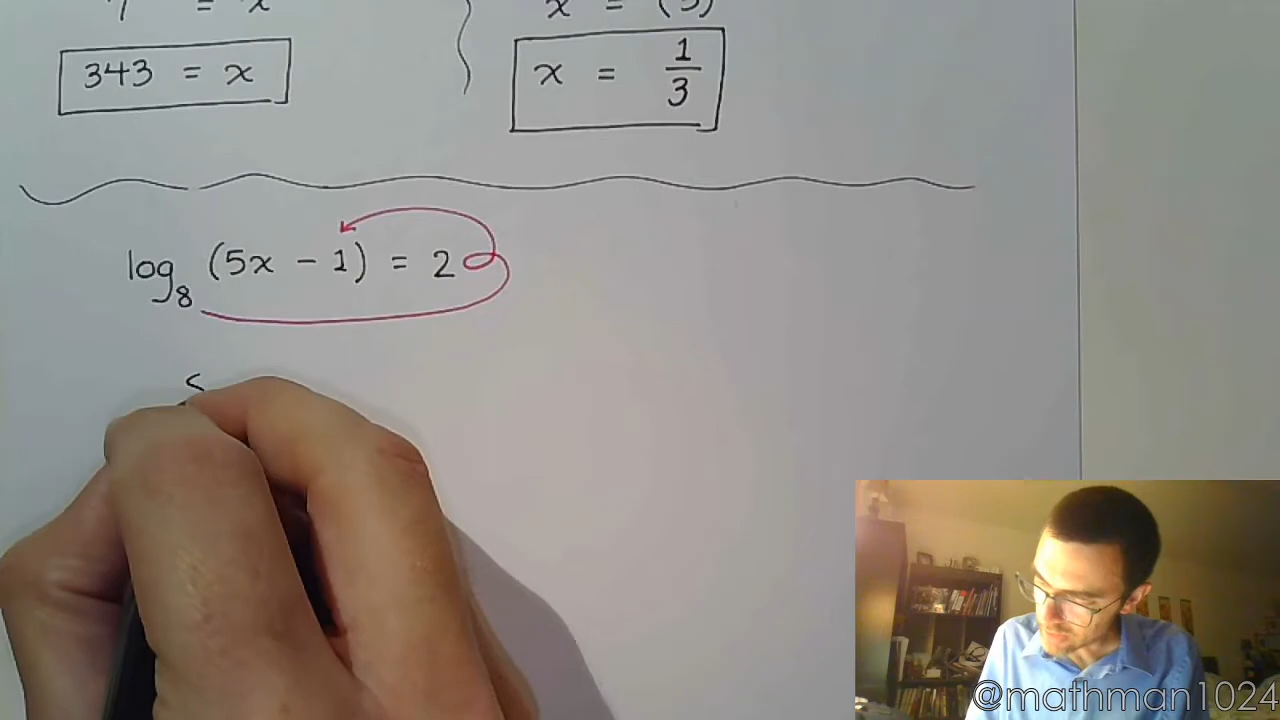 343 = x
x = 1/3
log₈ (5x - 1) = 2
@mathman1024